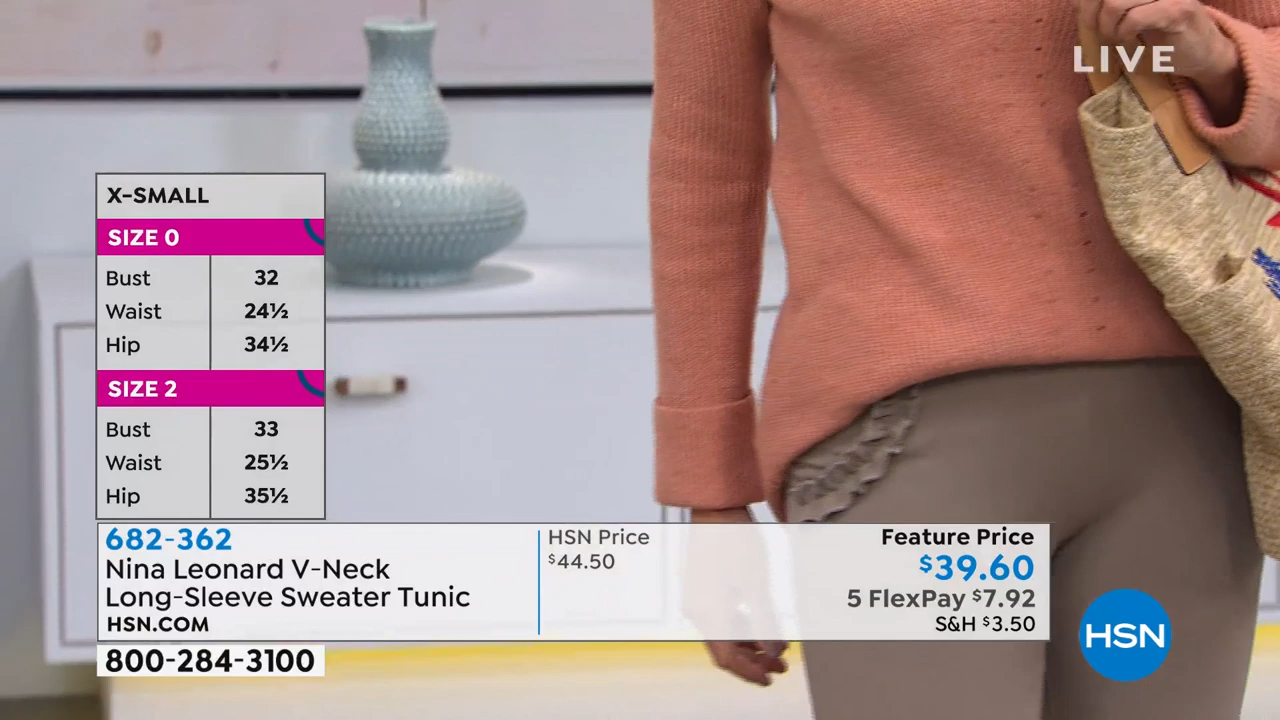 LIVE
X-SMALL
SIZE 0
Bust 32
Waist 24½
Hip 34½
SIZE 2
Bust 33
Waist 25½
Hip 35½
682-362
Nina Leonard V-Neck
Long-Sleeve Sweater Tunic
HSN.COM
HSN Price
$44.50
Feature Price
$39.60
5 FlexPay $7.92
S&H $3.50
800-284-3100
HSN